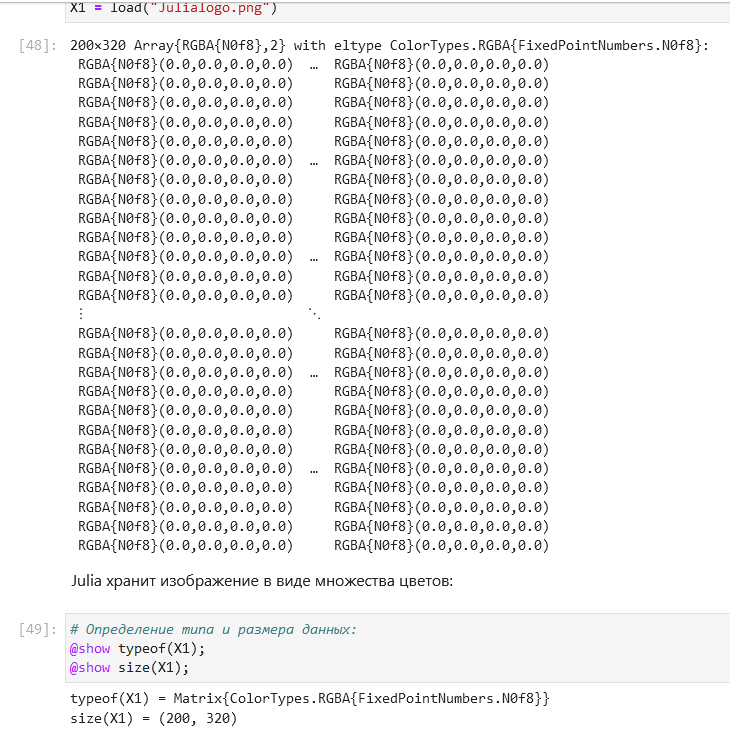 X1 = load("Julialogo.png")
[48]: 200×320 Array{RGBA{N0f8},2} with eltype ColorTypes.RGBA{FixedPointNumbers.N0f8}:
RGBA{N0f8}(0.0,0.0,0.0,0.0) … RGBA{N0f8}(0.0,0.0,0.0,0.0)
RGBA{N0f8}(0.0,0.0,0.0,0.0) RGBA{N0f8}(0.0,0.0,0.0,0.0)
RGBA{N0f8}(0.0,0.0,0.0,0.0) RGBA{N0f8}(0.0,0.0,0.0,0.0)
RGBA{N0f8}(0.0,0.0,0.0,0.0) RGBA{N0f8}(0.0,0.0,0.0,0.0)
RGBA{N0f8}(0.0,0.0,0.0,0.0) RGBA{N0f8}(0.0,0.0,0.0,0.0)
RGBA{N0f8}(0.0,0.0,0.0,0.0) … RGBA{N0f8}(0.0,0.0,0.0,0.0)
RGBA{N0f8}(0.0,0.0,0.0,0.0) RGBA{N0f8}(0.0,0.0,0.0,0.0)
RGBA{N0f8}(0.0,0.0,0.0,0.0) RGBA{N0f8}(0.0,0.0,0.0,0.0)
RGBA{N0f8}(0.0,0.0,0.0,0.0) RGBA{N0f8}(0.0,0.0,0.0,0.0)
RGBA{N0f8}(0.0,0.0,0.0,0.0) RGBA{N0f8}(0.0,0.0,0.0,0.0)
RGBA{N0f8}(0.0,0.0,0.0,0.0) … RGBA{N0f8}(0.0,0.0,0.0,0.0)
RGBA{N0f8}(0.0,0.0,0.0,0.0) RGBA{N0f8}(0.0,0.0,0.0,0.0)
RGBA{N0f8}(0.0,0.0,0.0,0.0) RGBA{N0f8}(0.0,0.0,0.0,0.0)
⋮ ⋱
RGBA{N0f8}(0.0,0.0,0.0,0.0) RGBA{N0f8}(0.0,0.0,0.0,0.0)
RGBA{N0f8}(0.0,0.0,0.0,0.0) RGBA{N0f8}(0.0,0.0,0.0,0.0)
RGBA{N0f8}(0.0,0.0,0.0,0.0) … RGBA{N0f8}(0.0,0.0,0.0,0.0)
RGBA{N0f8}(0.0,0.0,0.0,0.0) RGBA{N0f8}(0.0,0.0,0.0,0.0)
RGBA{N0f8}(0.0,0.0,0.0,0.0) RGBA{N0f8}(0.0,0.0,0.0,0.0)
RGBA{N0f8}(0.0,0.0,0.0,0.0) RGBA{N0f8}(0.0,0.0,0.0,0.0)
RGBA{N0f8}(0.0,0.0,0.0,0.0) RGBA{N0f8}(0.0,0.0,0.0,0.0)
RGBA{N0f8}(0.0,0.0,0.0,0.0) … RGBA{N0f8}(0.0,0.0,0.0,0.0)
RGBA{N0f8}(0.0,0.0,0.0,0.0) RGBA{N0f8}(0.0,0.0,0.0,0.0)
RGBA{N0f8}(0.0,0.0,0.0,0.0) RGBA{N0f8}(0.0,0.0,0.0,0.0)
RGBA{N0f8}(0.0,0.0,0.0,0.0) RGBA{N0f8}(0.0,0.0,0.0,0.0)
RGBA{N0f8}(0.0,0.0,0.0,0.0) RGBA{N0f8}(0.0,0.0,0.0,0.0)
Julia хранит изображение в виде множества цветов:
[49]: # Определение типа и размера данных:
@show typeof(X1);
@show size(X1);
typeof(X1) = Matrix{ColorTypes.RGBA{FixedPointNumbers.N0f8}}
size(X1) = (200, 320)